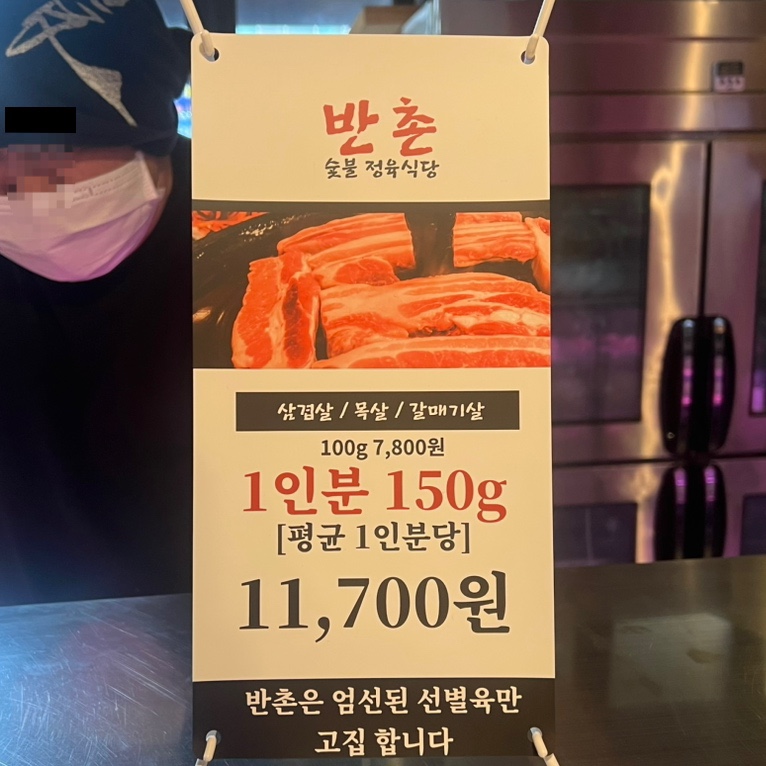 반촌
숯불 정육식당
삼겹살 / 목살 / 갈매기살
100g 7,800원
1인분 150g
[평균 1인분당]
11,700원
반촌은 엄선된 선별육만
고집 합니다